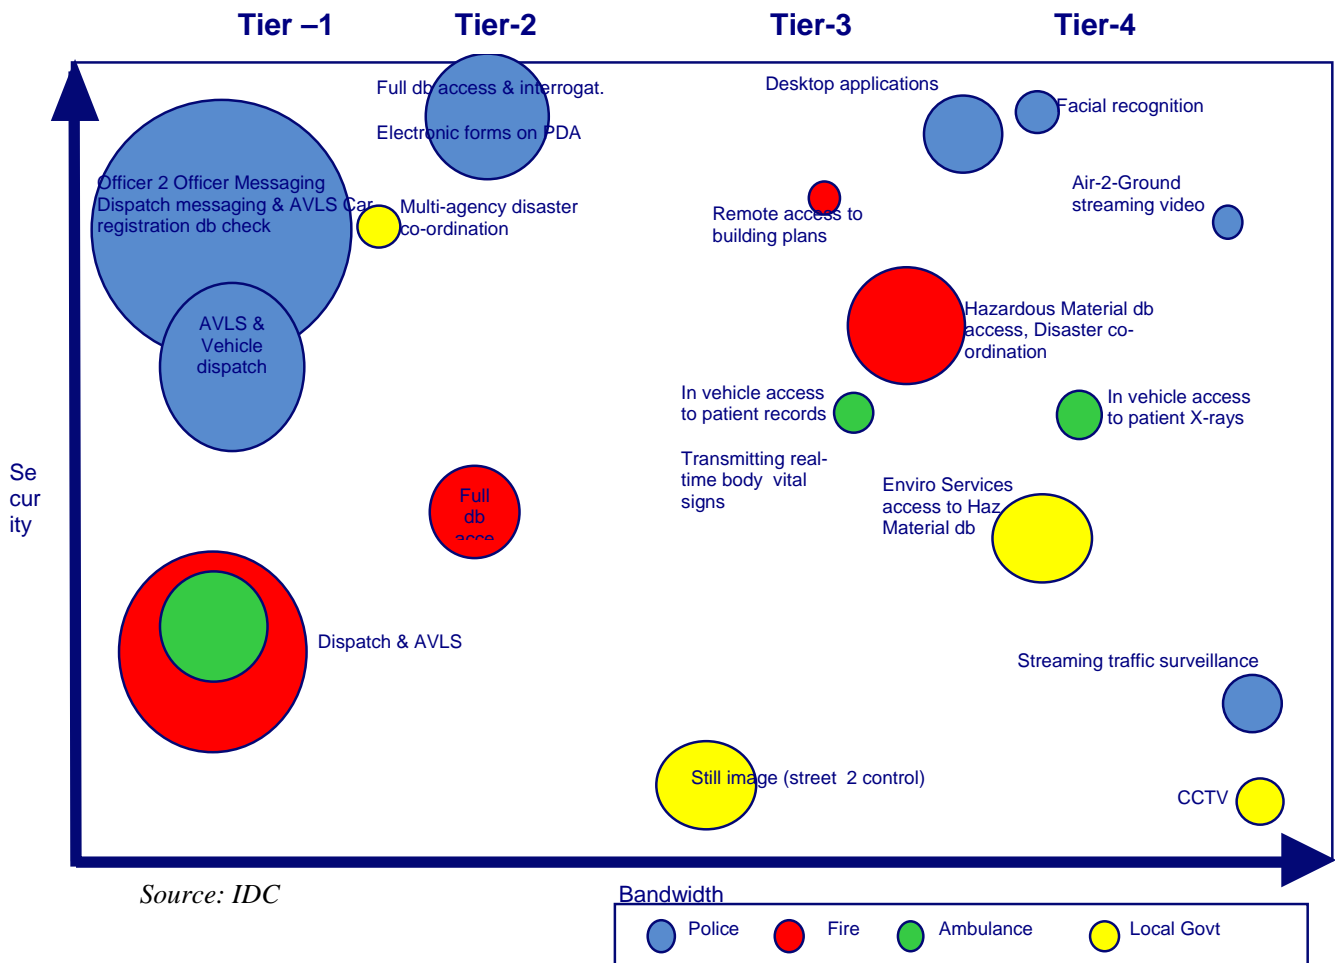 Tier –1 Tier-2 Tier-3 Tier-4
Full db access & interrogat.
Electronic forms on PDA
Desktop applications
Facial recognition
Officer 2 Officer Messaging
Dispatch messaging & AVLS Car
registration db check
Multi-agency disaster
co-ordination
Remote access to
building plans
Air-2-Ground
streaming video
AVLS &
Vehicle
dispatch
Hazardous Material db
access, Disaster co-
ordination
In vehicle access
to patient records
In vehicle access
to patient X-rays
Transmitting real-
time body vital
signs
Se
cur
ity
Full
db
acce
Enviro Services
access to Haz
Material db
Dispatch & AVLS
Streaming traffic surveillance
Still image (street 2 control)
CCTV
Source: IDC
Bandwidth
Police Fire Ambulance Local Govt